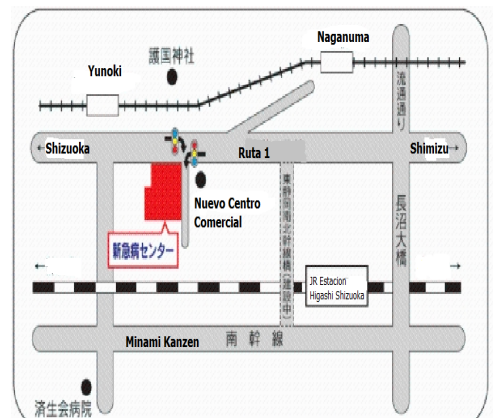 Naganuma
護国神社
Yunoki
流通通り
←Shizuoka
Ruta 1
Shimizu→
東静岡南北幹線橋(建設中)
Nuevo Centro
Comercial
長沼大橋
新急病センター
←
→
JR Estacion
Higashi Shizuoka
Minami Kanzen
南幹線
済生会病院